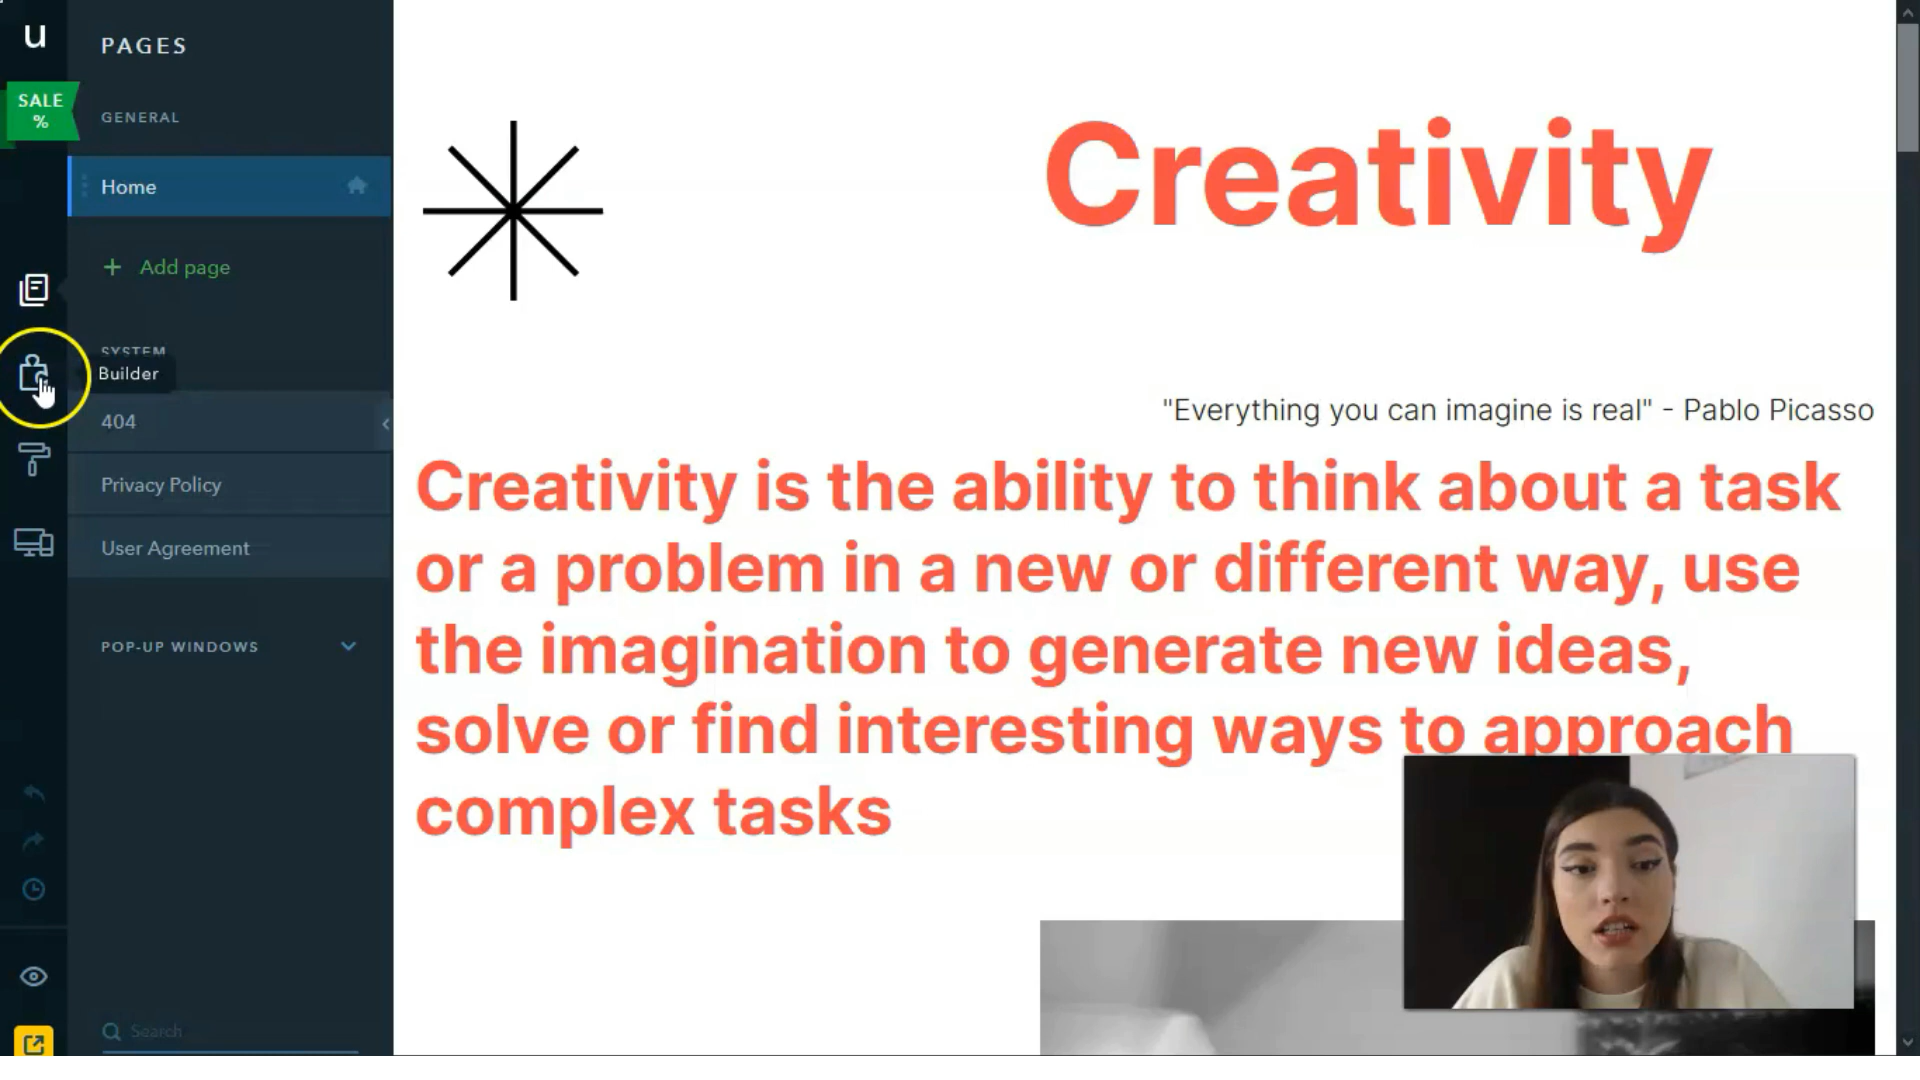 u
PAGES
SALE
%
GENERAL
Home
+ Add page
SYSTEM
Builder
404
Privacy Policy
User Agreement
POP-UP WINDOWS
Search
Creativity
"Everything you can imagine is real" - Pablo Picasso
Creativity is the ability to think about a task
or a problem in a new or different way, use
the imagination to generate new ideas,
solve or find interesting ways to approach
complex tasks